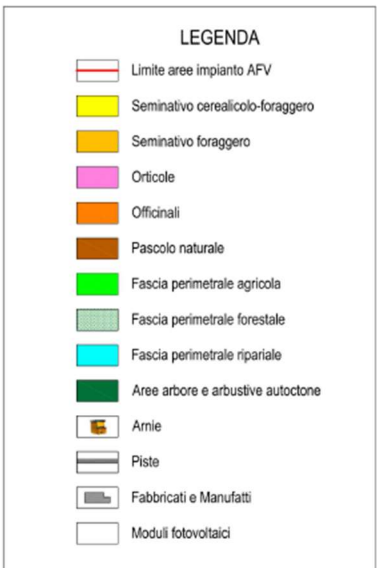 LEGENDA
Limite aree impianto AFV
Seminativo cerealicolo-foraggero
Seminativo foraggero
Orticole
Officinali
Pascolo naturale
Fascia perimetrale agricola
Fascia perimetrale forestale
Fascia perimetrale ripariale
Aree arbore e arbustive autoctone
Arnie
Piste
Fabbricati e Manufatti
Moduli fotovoltaici